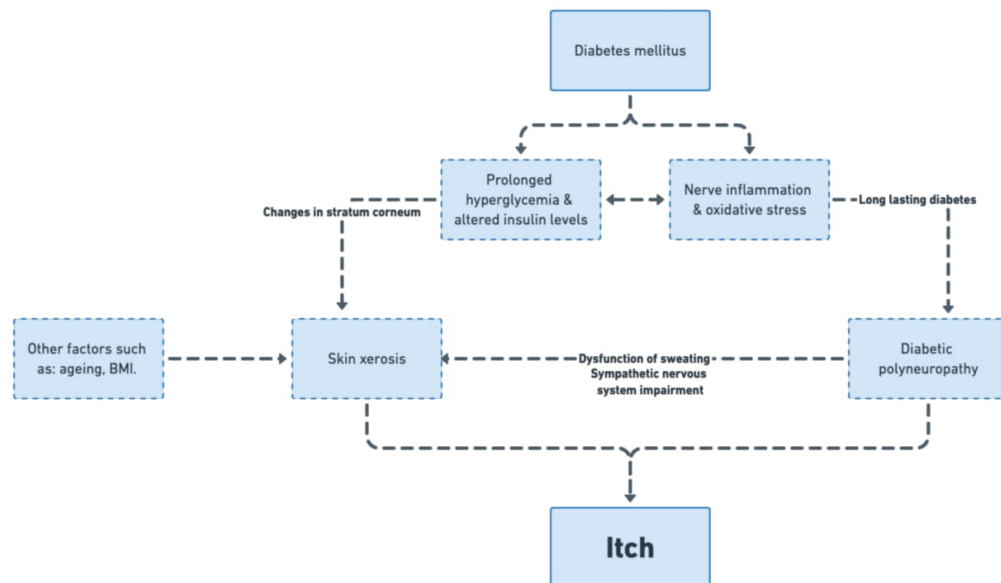 Diabetes mellitus
Prolonged
hyperglycemia &
altered insulin levels
Nerve inflammation
& oxidative stress
Changes in stratum corneum
Long lasting diabetes
Other factors such
as: ageing, BMI.
Skin xerosis
Dysfunction of sweating
Sympathetic nervous
system impairment
Diabetic
polyneuropathy
Itch